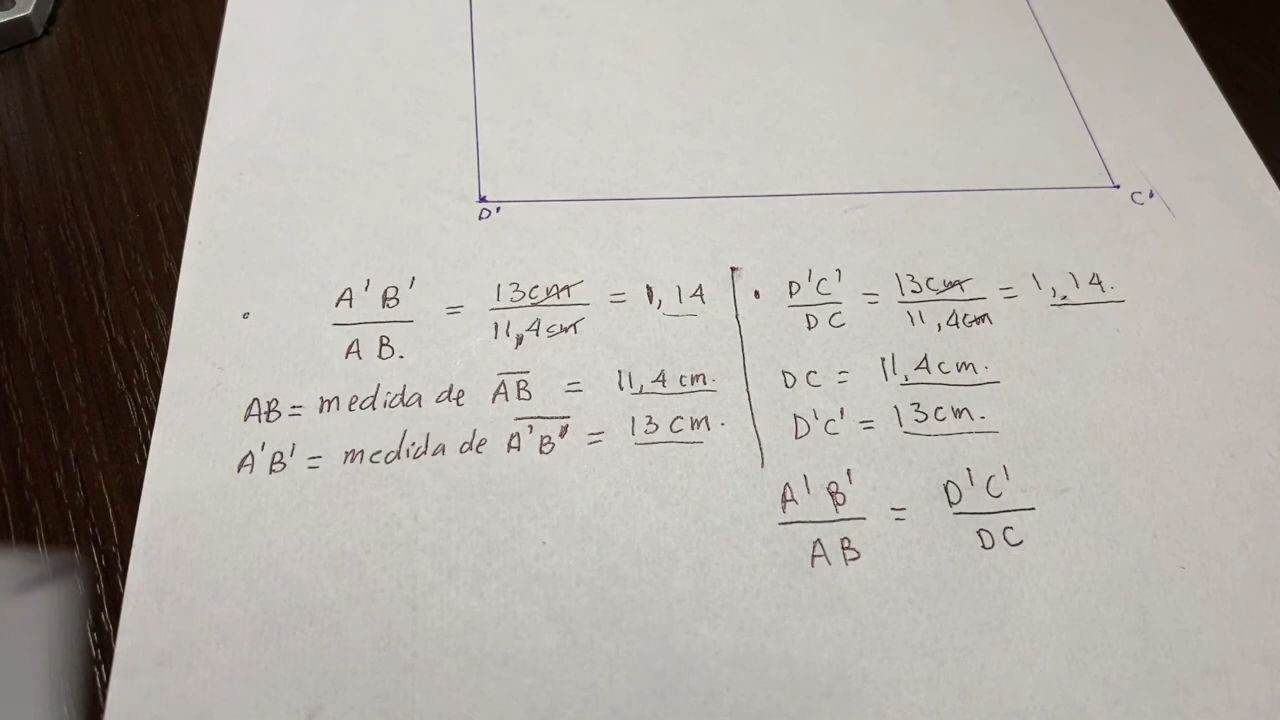 D' C'
• A'B'/AB. = 13cm/11,4cm = 1,14
AB = medida de AB = 11,4 cm.
A'B' = medida de A'B' = 13 cm.
• D'C'/DC = 13cm/11,4cm = 1,14.
DC = 11,4cm.
D'C' = 13cm.
A'B'/AB = D'C'/DC